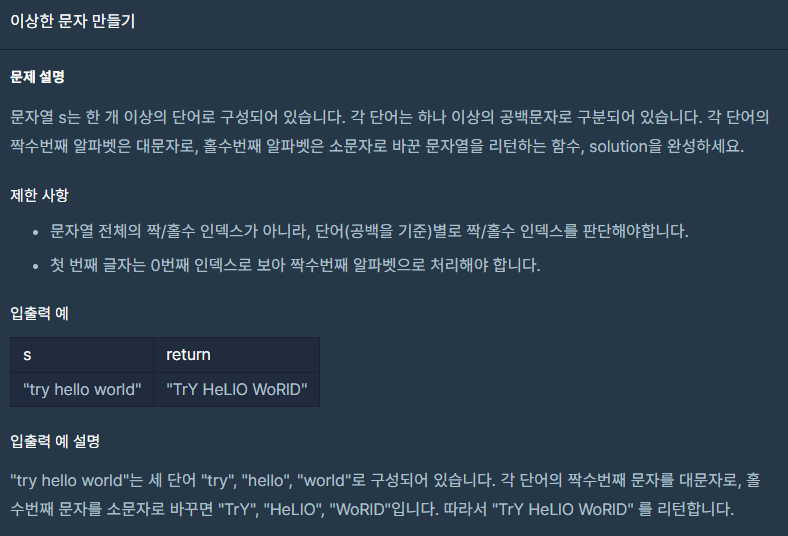 이상한 문자 만들기
문제 설명
문자열 s는 한 개 이상의 단어로 구성되어 있습니다. 각 단어는 하나 이상의 공백문자로 구분되어 있습니다. 각 단어의
짝수번째 알파벳은 대문자로, 홀수번째 알파벳은 소문자로 바꾼 문자열을 리턴하는 함수, solution을 완성하세요.
제한 사항
• 문자열 전체의 짝/홀수 인덱스가 아니라, 단어(공백을 기준)별로 짝/홀수 인덱스를 판단해야합니다.
• 첫 번째 글자는 0번째 인덱스로 보아 짝수번째 알파벳으로 처리해야 합니다.
입출력 예
s return
"try hello world" "TrY HeLlO WoRlD"
입출력 예 설명
"try hello world"는 세 단어 "try", "hello", "world"로 구성되어 있습니다. 각 단어의 짝수번째 문자를 대문자로, 홀
수번째 문자를 소문자로 바꾸면 "TrY", "HeLlO", "WoRlD"입니다. 따라서 "TrY HeLlO WoRlD" 를 리턴합니다.